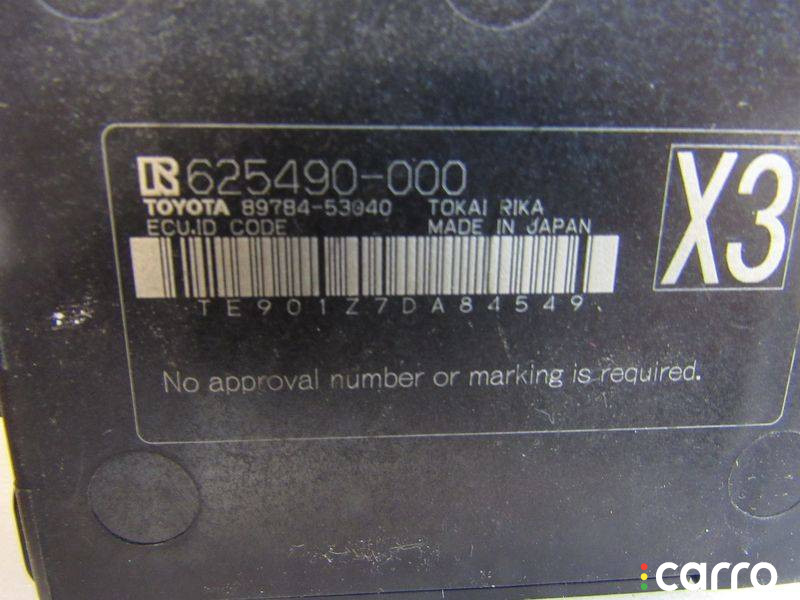 625490-000
TOYOTA 89784-53040 TOKAI RIKA
ECU.ID CODE MADE IN JAPAN
TE901Z7DA84549
No approval number or marking is required.
X3
carro